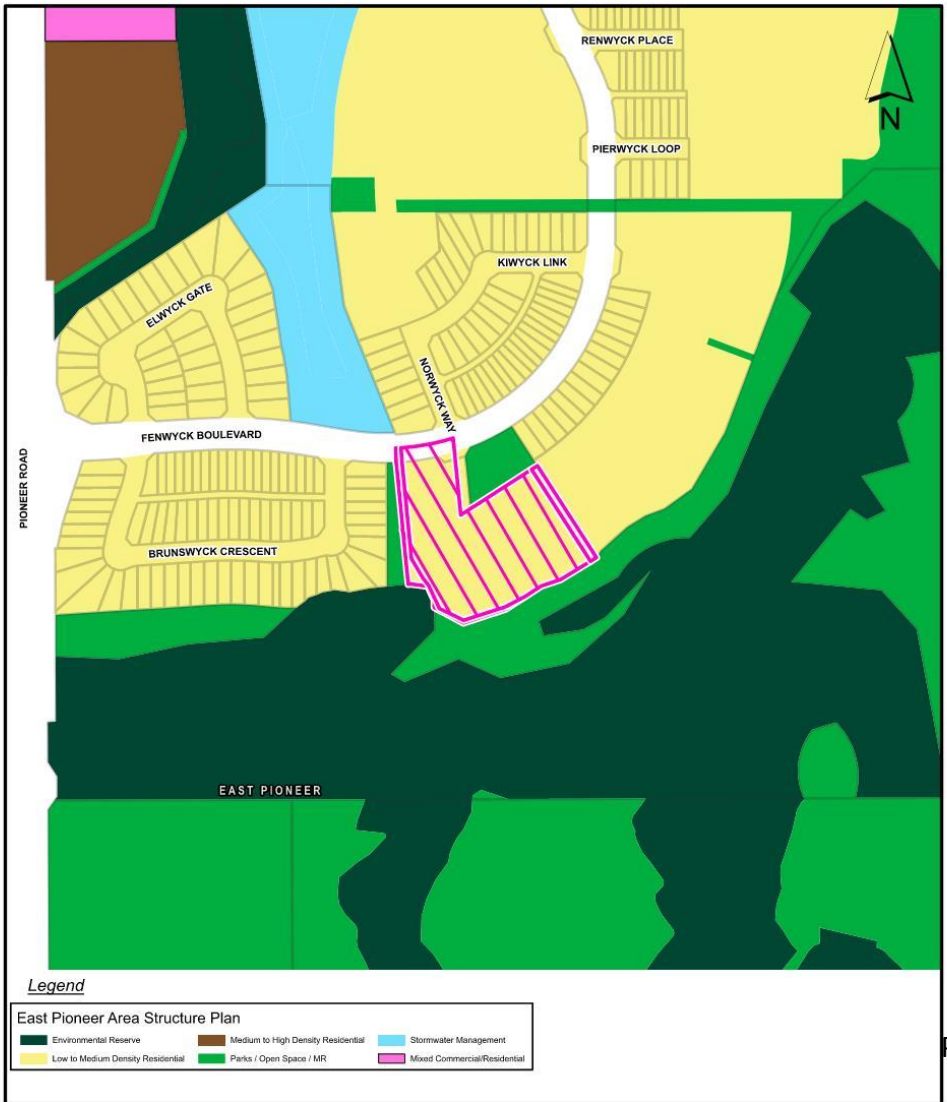 RENWYCK PLACE
N
PIERWYCK LOOP
KIWYCK LINK
ELWYCK GATE
NORWYCK WAY
FENWYCK BOULEVARD
PIONEER ROAD
BRUNSWYCK CRESCENT
EAST PIONEER
Legend
East Pioneer Area Structure Plan
Environmental Reserve
Medium to High Density Residential
Stormwater Management
Low to Medium Density Residential
Parks / Open Space / MR
Mixed Commercial/Residential